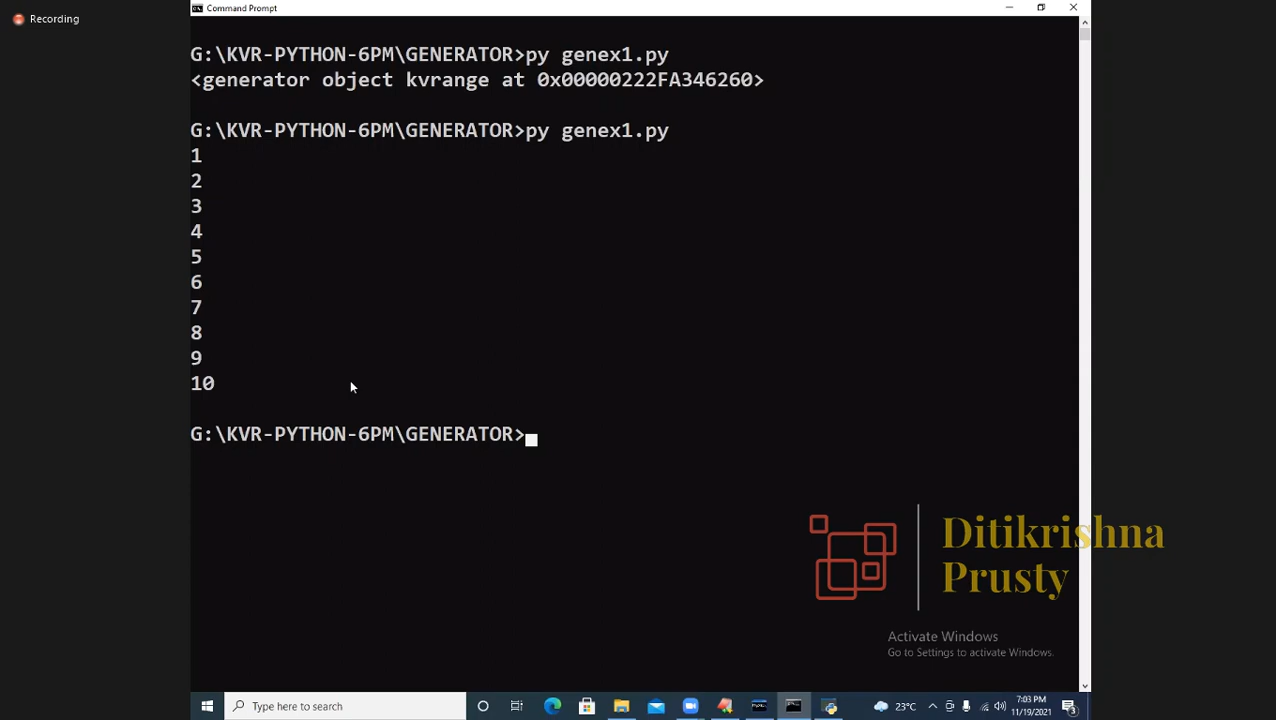 Recording
Command Prompt
G:\KVR-PYTHON-6PM\GENERATOR>py genex1.py
<generator object kvrange at 0x00000222FA346260>
G:\KVR-PYTHON-6PM\GENERATOR>py genex1.py
1
2
3
4
5
6
7
8
9
10
G:\KVR-PYTHON-6PM\GENERATOR>
Ditikrishna
Prusty
Activate Windows
Go to Settings to activate Windows.
Type here to search
23°C
7:03 PM
11/19/2021
3